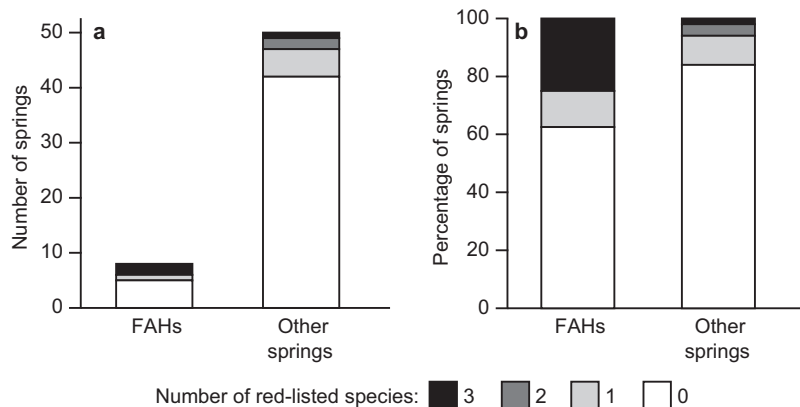 a
50
40
30
20
10
0
Number of springs
FAHs
Other
springs
b
100
80
60
40
20
0
Percentage of springs
FAHs
Other
springs
Number of red-listed species: 3 2 1 0